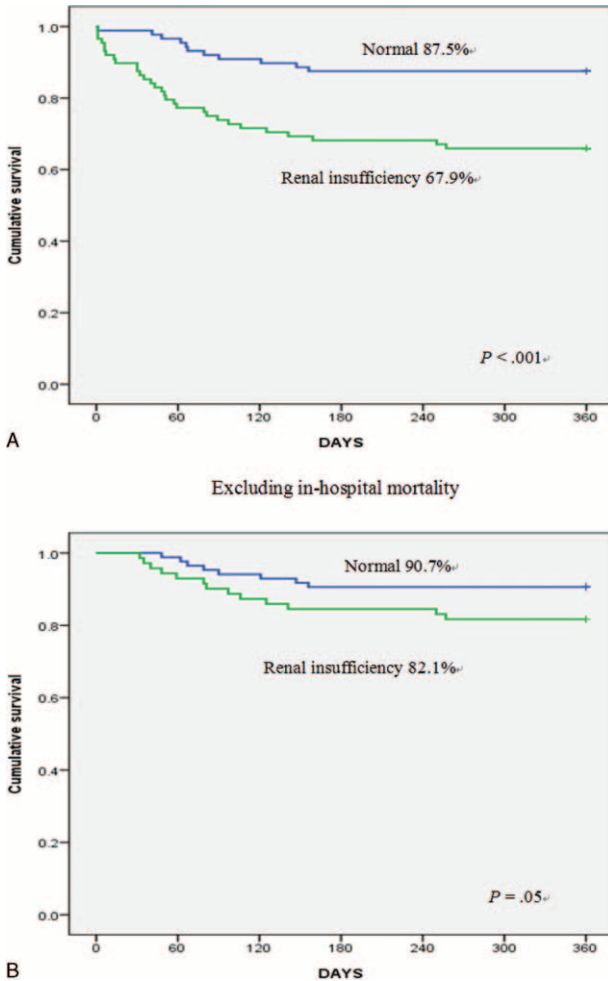 1.0
Normal 87.5%
0.8
0.6
Renal insufficiency 67.9%
Cumulative survival
0.4
0.2
P < .001
0.0
0 60 120 180 240 300 360
A
DAYS
Excluding in-hospital mortality
1.0
Normal 90.7%
0.8
Renal insufficiency 82.1%
0.6
Cumulative survival
0.4
0.2
P = .05
0.0
0 60 120 180 240 300 360
B
DAYS